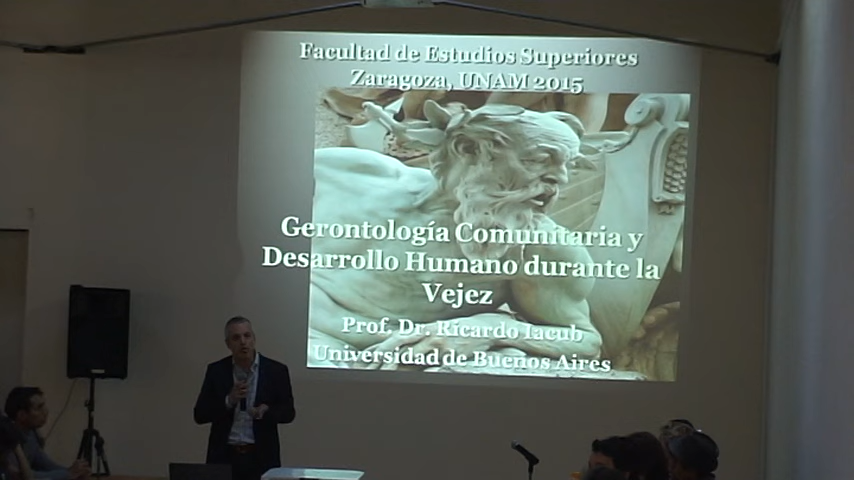 Facultad de Estudios Superiores
Zaragoza, UNAM 2015
Gerontología Comunitaria y
Desarrollo Humano durante la
Vejez
Prof. Dr. Ricardo Iacub
Universidad de Buenos Aires